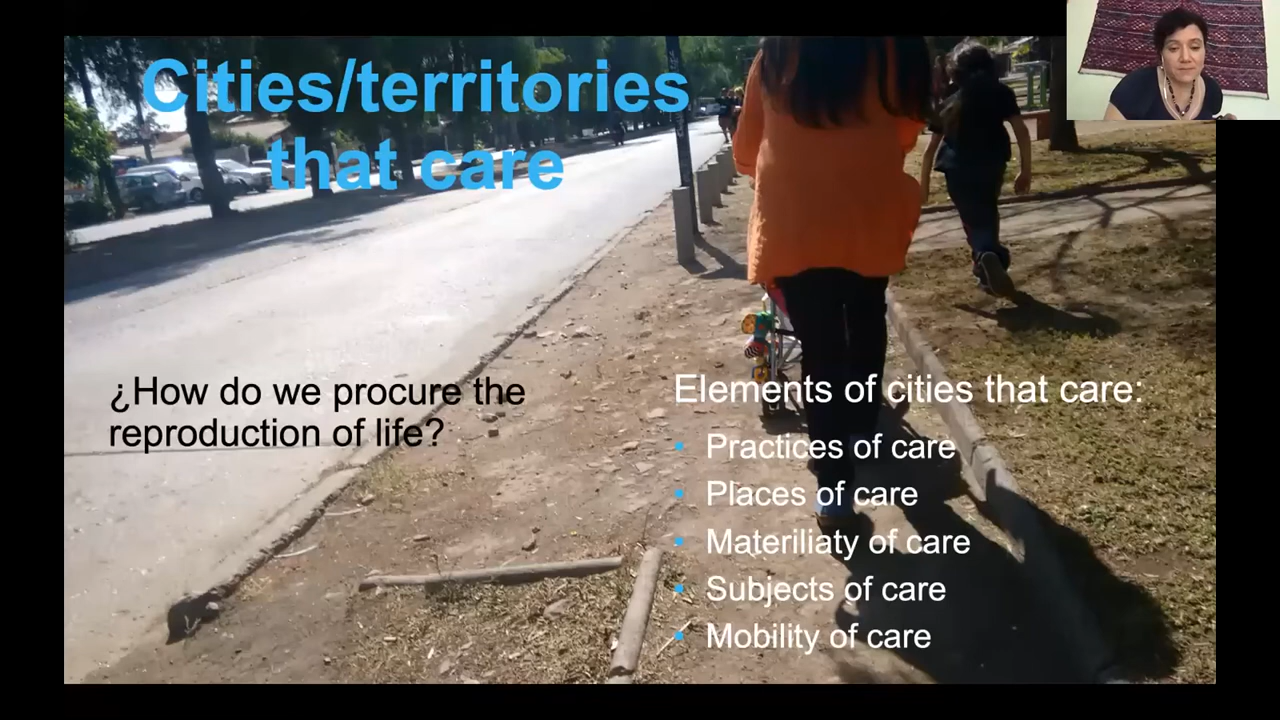 Cities/territories
that care
¿How do we procure the
reproduction of life?
Elements of cities that care:
• Practices of care
• Places of care
• Materiliaty of care
• Subjects of care
• Mobility of care